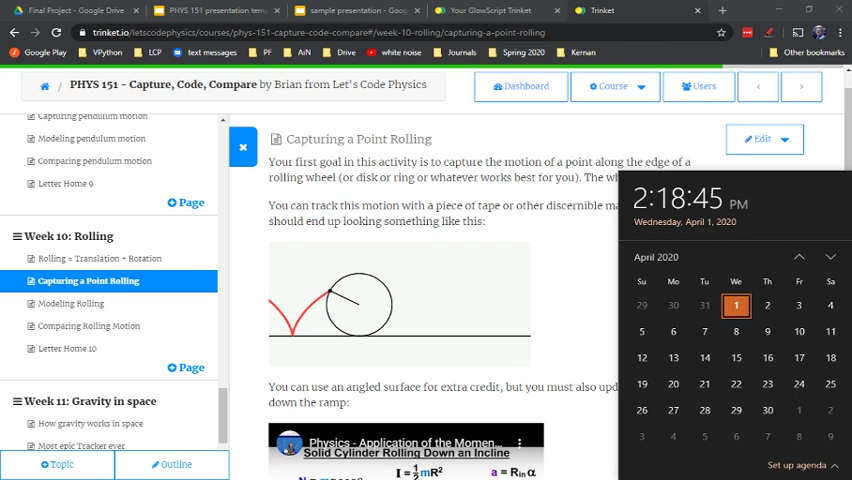 Final Project - Google Drive
PHYS 151 presentation temp
sample presentation - Google
Your GlowScript Trinket
Trinket
trinket.io/letscodephysics/courses/phys-151-capture-code-compare#/week-10-rolling/capturing-a-point-rolling
Google Play
VPython
LCP
text messages
PF
AiN
Drive
white noise
Journals
Spring 2020
Kernan
Other bookmarks
/ PHYS 151 - Capture, Code, Compare by Brian from Let's Code Physics
Dashboard
Course
Users
Capturing pendulum motion
Modeling pendulum motion
Comparing pendulum motion
Letter Home 9
Page
Week 10: Rolling
Rolling = Translation + Rotation
Capturing a Point Rolling
Modeling Rolling
Comparing Rolling Motion
Letter Home 10
Page
Week 11: Gravity in space
How gravity works in space
Most epic Tracker ever
Topic
Outline
Capturing a Point Rolling
Edit
Your first goal in this activity is to capture the motion of a point along the edge of a
rolling wheel (or disk or ring or whatever works best for you). The wh
You can track this motion with a piece of tape or other discernible ma
should end up looking something like this:
You can use an angled surface for extra credit, but you must also upd
down the ramp:
Physics - Application of the Momen...
Solid Cylinder Rolling Down an Incline
I = 1/2 mR²
a = Rinα
2:18:45 PM
Wednesday, April 1, 2020
April 2020
Su Mo Tu We Th Fr Sa
29 30 31 1 2 3 4
5 6 7 8 9 10 11
12 13 14 15 16 17 18
19 20 21 22 23 24 25
26 27 28 29 30 1 2
3 4 5 6 7 8 9
Set up agenda